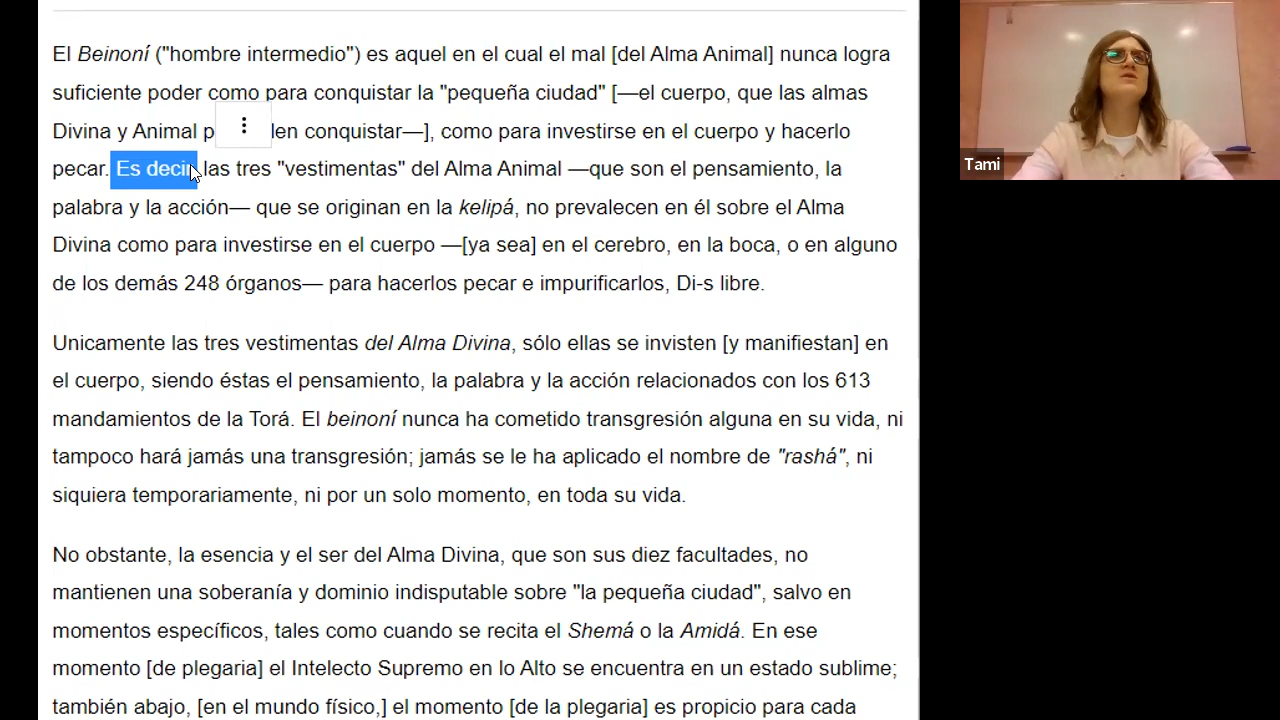 El Beinoní ("hombre intermedio") es aquel en el cual el mal [del Alma Animal] nunca logra
suficiente poder como para conquistar la "pequeña ciudad" [—el cuerpo, que las almas
Divina y Animal conquistar—], como para investirse en el cuerpo y hacerlo
pecar. Es decir las tres "vestimentas" del Alma Animal —que son el pensamiento, la
palabra y la acción— que se originan en la kelipá, no prevalecen en él sobre el Alma
Divina como para investirse en el cuerpo —[ya sea] en el cerebro, en la boca, o en alguno
de los demás 248 órganos— para hacerlos pecar e impurificarlos, Di-s libre.
Unicamente las tres vestimentas del Alma Divina, sólo ellas se invisten [y manifiestan] en
el cuerpo, siendo éstas el pensamiento, la palabra y la acción relacionados con los 613
mandamientos de la Torá. El beinoní nunca ha cometido transgresión alguna en su vida, ni
tampoco hará jamás una transgresión; jamás se le ha aplicado el nombre de "rashá", ni
siquiera temporariamente, ni por un solo momento, en toda su vida.
No obstante, la esencia y el ser del Alma Divina, que son sus diez facultades, no
mantienen una soberanía y dominio indisputable sobre "la pequeña ciudad", salvo en
momentos específicos, tales como cuando se recita el Shemá o la Amidá. En ese
momento [de plegaria] el Intelecto Supremo en lo Alto se encuentra en un estado sublime;
también abajo, [en el mundo físico,] el momento [de la plegaria] es propicio para cada
Tami